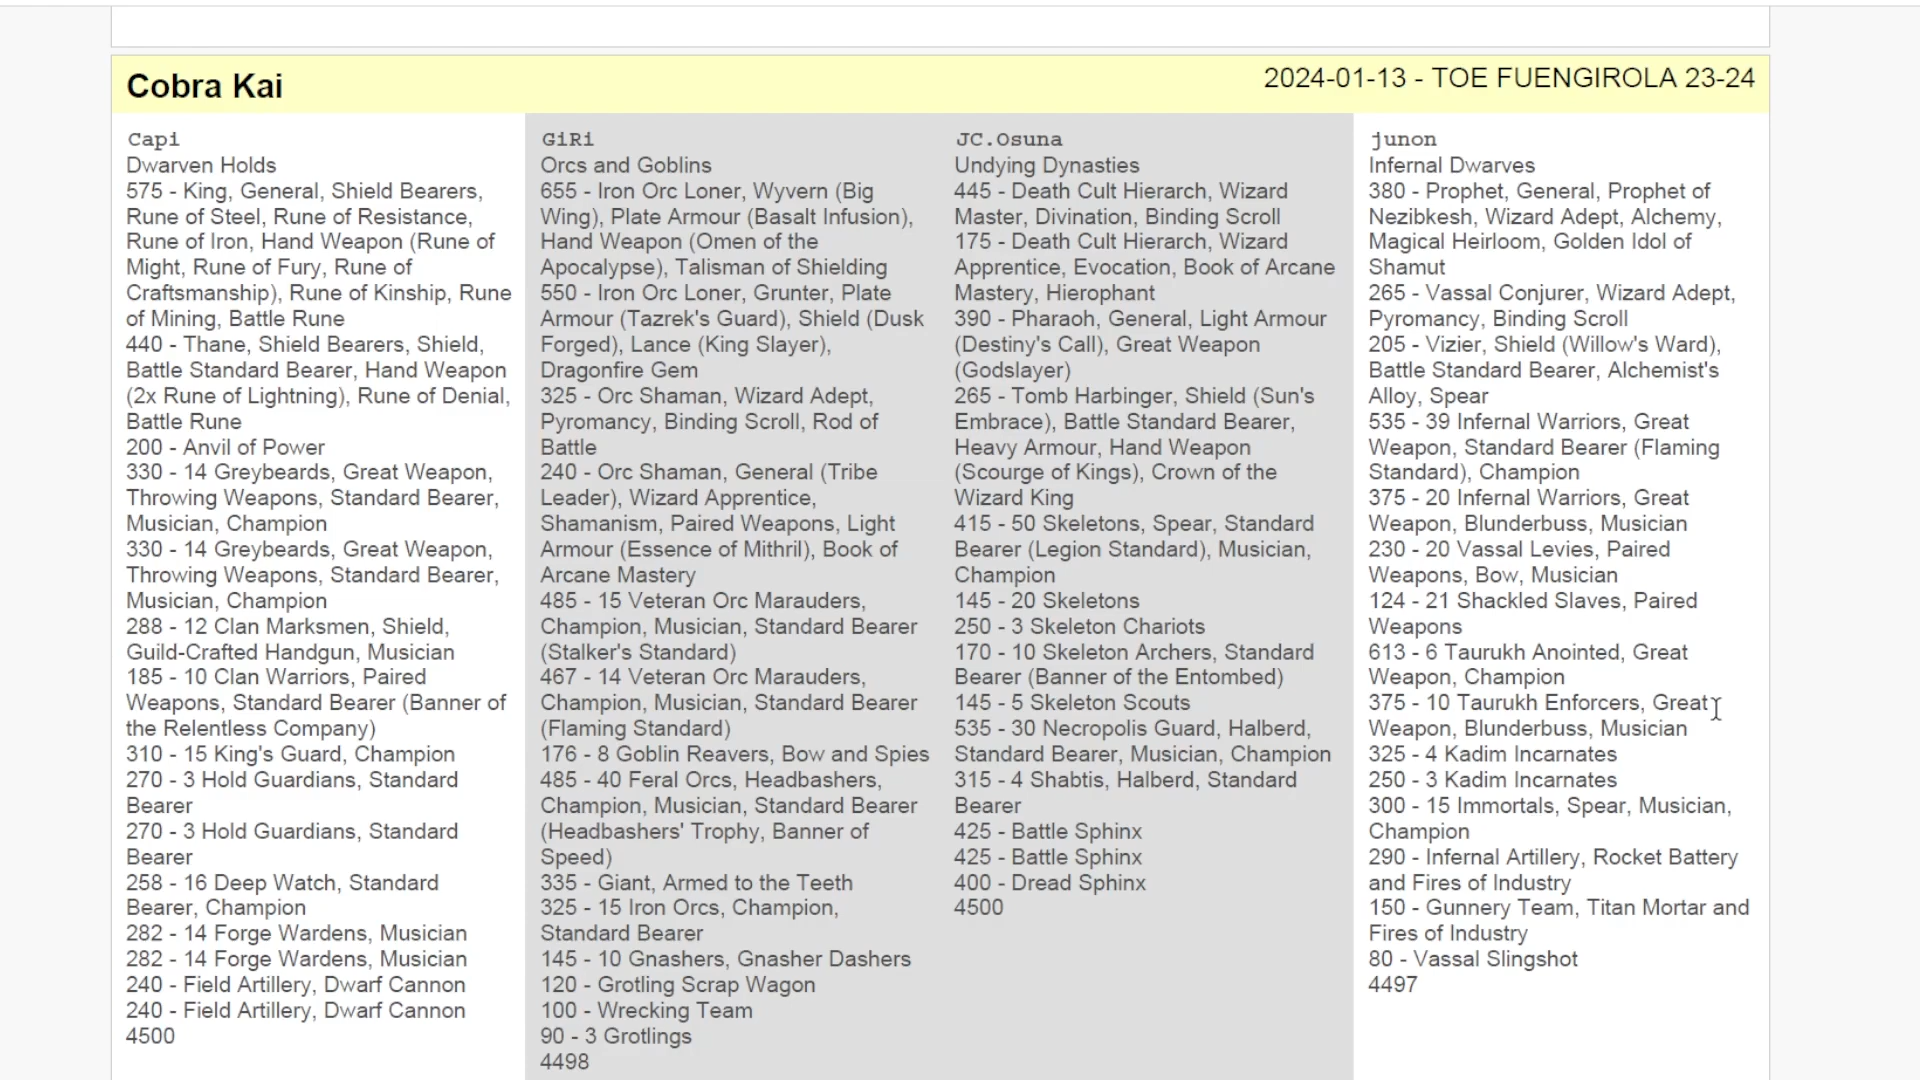 Cobra Kai
2024-01-13 - TOE FUENGIROLA 23-24
Capi
Dwarven Holds
575 - King, General, Shield Bearers,
Rune of Steel, Rune of Resistance,
Rune of Iron, Hand Weapon (Rune of
Might, Rune of Fury, Rune of
Craftsmanship), Rune of Kinship, Rune
of Mining, Battle Rune
440 - Thane, Shield Bearers, Shield,
Battle Standard Bearer, Hand Weapon
(2x Rune of Lightning), Rune of Denial,
Battle Rune
200 - Anvil of Power
330 - 14 Greybeards, Great Weapon,
Throwing Weapons, Standard Bearer,
Musician, Champion
330 - 14 Greybeards, Great Weapon,
Throwing Weapons, Standard Bearer,
Musician, Champion
288 - 12 Clan Marksmen, Shield,
Guild-Crafted Handgun, Musician
185 - 10 Clan Warriors, Paired
Weapons, Standard Bearer (Banner of
the Relentless Company)
310 - 15 King's Guard, Champion
270 - 3 Hold Guardians, Standard
Bearer
270 - 3 Hold Guardians, Standard
Bearer
258 - 16 Deep Watch, Standard
Bearer, Champion
282 - 14 Forge Wardens, Musician
282 - 14 Forge Wardens, Musician
240 - Field Artillery, Dwarf Cannon
240 - Field Artillery, Dwarf Cannon
4500
GiRi
Orcs and Goblins
655 - Iron Orc Loner, Wyvern (Big
Wing), Plate Armour (Basalt Infusion),
Hand Weapon (Omen of the
Apocalypse), Talisman of Shielding
550 - Iron Orc Loner, Grunter, Plate
Armour (Tazrek's Guard), Shield (Dusk
Forged), Lance (King Slayer),
Dragonfire Gem
325 - Orc Shaman, Wizard Adept,
Pyromancy, Binding Scroll, Rod of
Battle
240 - Orc Shaman, General (Tribe
Leader), Wizard Apprentice,
Shamanism, Paired Weapons, Light
Armour (Essence of Mithril), Book of
Arcane Mastery
485 - 15 Veteran Orc Marauders,
Champion, Musician, Standard Bearer
(Stalker's Standard)
467 - 14 Veteran Orc Marauders,
Champion, Musician, Standard Bearer
(Flaming Standard)
176 - 8 Goblin Reavers, Bow and Spies
485 - 40 Feral Orcs, Headbashers,
Champion, Musician, Standard Bearer
(Headbashers' Trophy, Banner of
Speed)
335 - Giant, Armed to the Teeth
325 - 15 Iron Orcs, Champion,
Standard Bearer
145 - 10 Gnashers, Gnasher Dashers
120 - Grotling Scrap Wagon
100 - Wrecking Team
90 - 3 Grotlings
4498
JC.Osuna
Undying Dynasties
445 - Death Cult Hierarch, Wizard
Master, Divination, Binding Scroll
175 - Death Cult Hierarch, Wizard
Apprentice, Evocation, Book of Arcane
Mastery, Hierophant
390 - Pharaoh, General, Light Armour
(Destiny's Call), Great Weapon
(Godslayer)
265 - Tomb Harbinger, Shield (Sun's
Embrace), Battle Standard Bearer,
Heavy Armour, Hand Weapon
(Scourge of Kings), Crown of the
Wizard King
415 - 50 Skeletons, Spear, Standard
Bearer (Legion Standard), Musician,
Champion
145 - 20 Skeletons
250 - 3 Skeleton Chariots
170 - 10 Skeleton Archers, Standard
Bearer (Banner of the Entombed)
145 - 5 Skeleton Scouts
535 - 30 Necropolis Guard, Halberd,
Standard Bearer, Musician, Champion
315 - 4 Shabtis, Halberd, Standard
Bearer
425 - Battle Sphinx
425 - Battle Sphinx
400 - Dread Sphinx
4500
junon
Infernal Dwarves
380 - Prophet, General, Prophet of
Nezibkesh, Wizard Adept, Alchemy,
Magical Heirloom, Golden Idol of
Shamut
265 - Vassal Conjurer, Wizard Adept,
Pyromancy, Binding Scroll
205 - Vizier, Shield (Willow's Ward),
Battle Standard Bearer, Alchemist's
Alloy, Spear
535 - 39 Infernal Warriors, Great
Weapon, Standard Bearer (Flaming
Standard), Champion
375 - 20 Infernal Warriors, Great
Weapon, Blunderbuss, Musician
230 - 20 Vassal Levies, Paired
Weapons, Bow, Musician
124 - 21 Shackled Slaves, Paired
Weapons
613 - 6 Taurukh Anointed, Great
Weapon, Champion
375 - 10 Taurukh Enforcers, Great
Weapon, Blunderbuss, Musician
325 - 4 Kadim Incarnates
250 - 3 Kadim Incarnates
300 - 15 Immortals, Spear, Musician,
Champion
290 - Infernal Artillery, Rocket Battery
and Fires of Industry
150 - Gunnery Team, Titan Mortar and
Fires of Industry
80 - Vassal Slingshot
4497